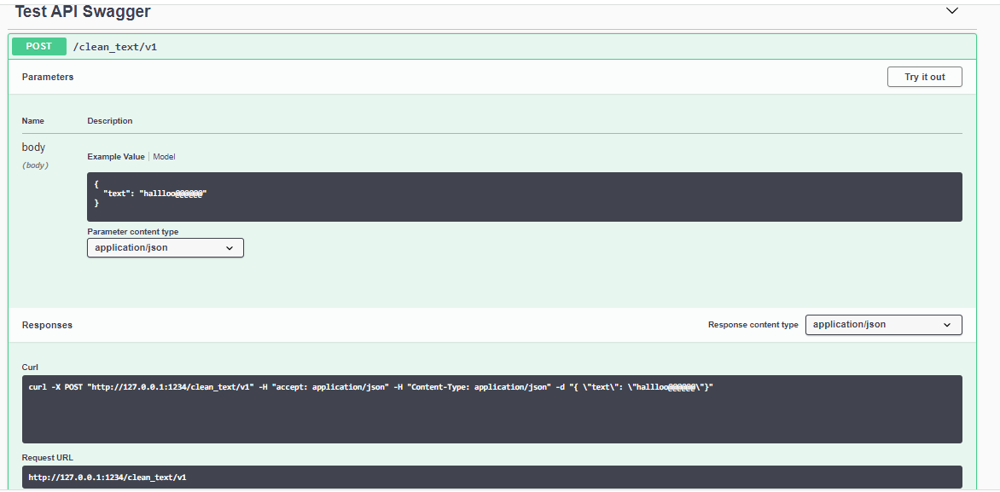 Test API Swagger
POST /clean_text/v1
Parameters
Try it out
Name Description
body
(body)
Example Value | Model
{
"text": "hallloo@@@@@@"
}
Parameter content type
application/json
Responses
Response content type application/json
Curl
curl -X POST "http://127.0.0.1:1234/clean_text/v1" -H "accept: application/json" -H "Content-Type: application/json" -d "{ \"text\": \"hallloo@@@@@@\"}"
Request URL
http://127.0.0.1:1234/clean_text/v1